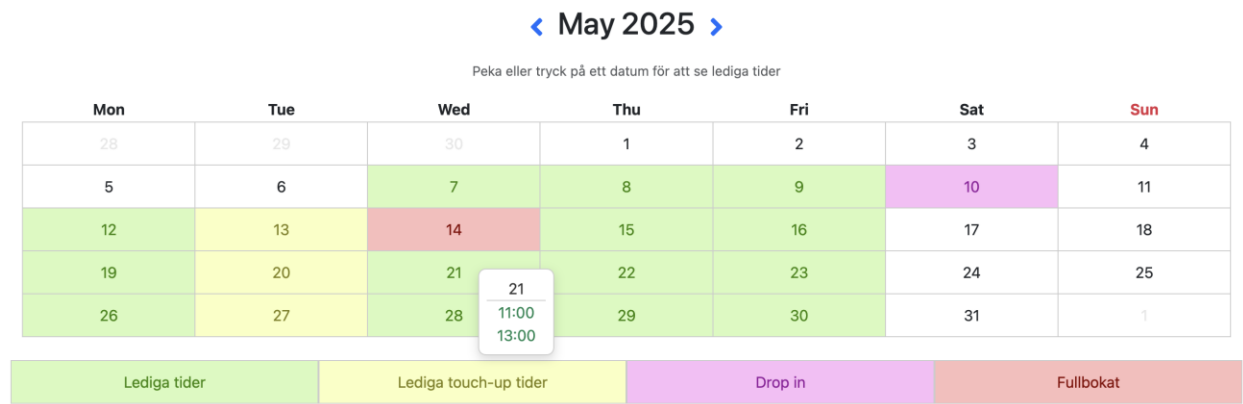 May 2025
Peka eller tryck på ett datum för att se lediga tider
Mon Tue Wed Thu Fri Sat Sun
28 29 30 1 2 3 4
5 6 7 8 9 10 11
12 13 14 15 16 17 18
19 20 21 22 23 24 25
26 27 28 29 30 31 1
21
11:00
13:00
Lediga tider Lediga touch-up tider Drop in Fullbokat